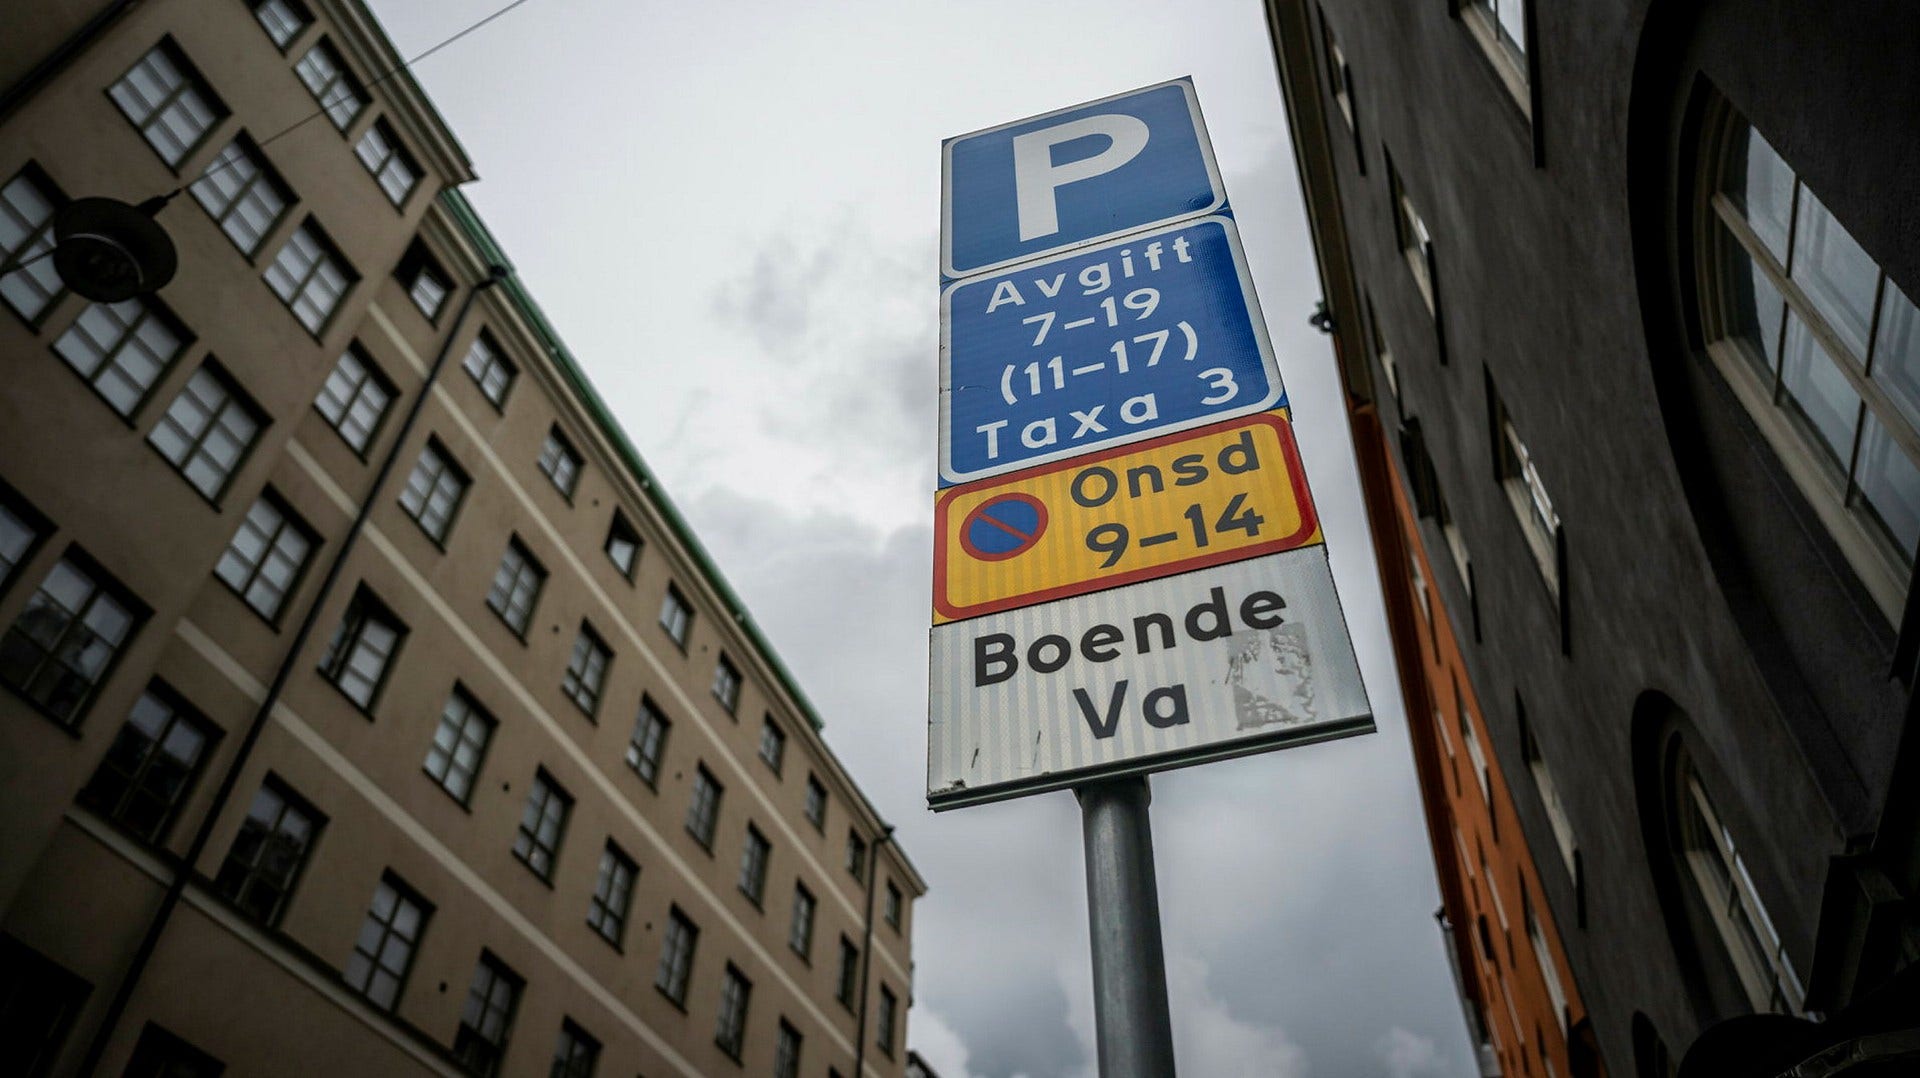 P
Avgift
7–19
(11–17)
Taxa 3
Onsd
9–14
Boende
Va